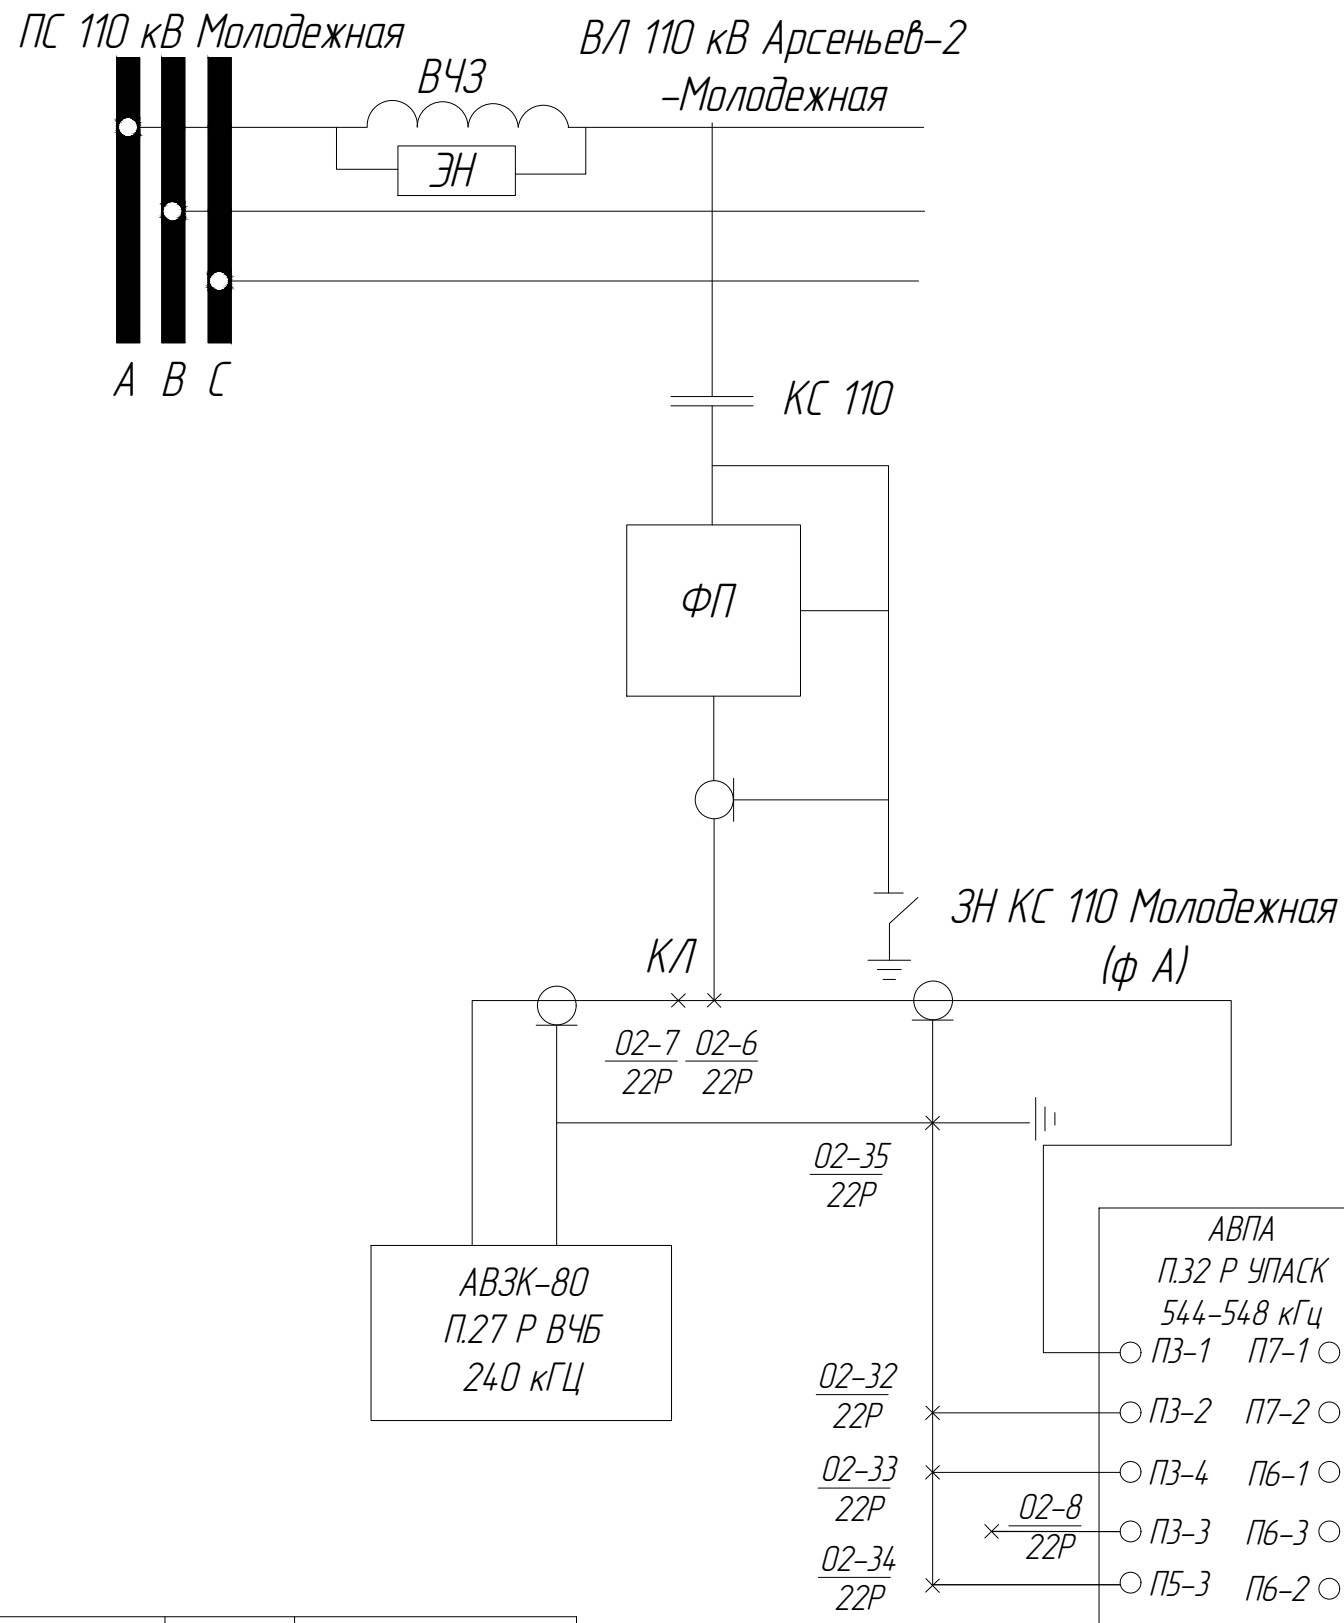 ПС 110 кВ Молодежная
ВЛ 110 кВ Арсеньев-2
-Молодежная
ВЧЗ
ЭН
А В С
КС 110
ФП
ЗН КС 110 Молодежная
(ф А)
КЛ
02-7 02-6
22Р 22Р
02-35
22Р
АВЗК-80
П.27 Р ВЧБ
240 кГЦ
АВПА
П.32 Р УПАСК
544-548 кГц
П3-1 П7-1
02-32
22Р
П3-2 П7-2
02-33
22Р
П3-4 П6-1
02-8
22Р
П3-3 П6-3
02-34
22Р
П5-3 П6-2